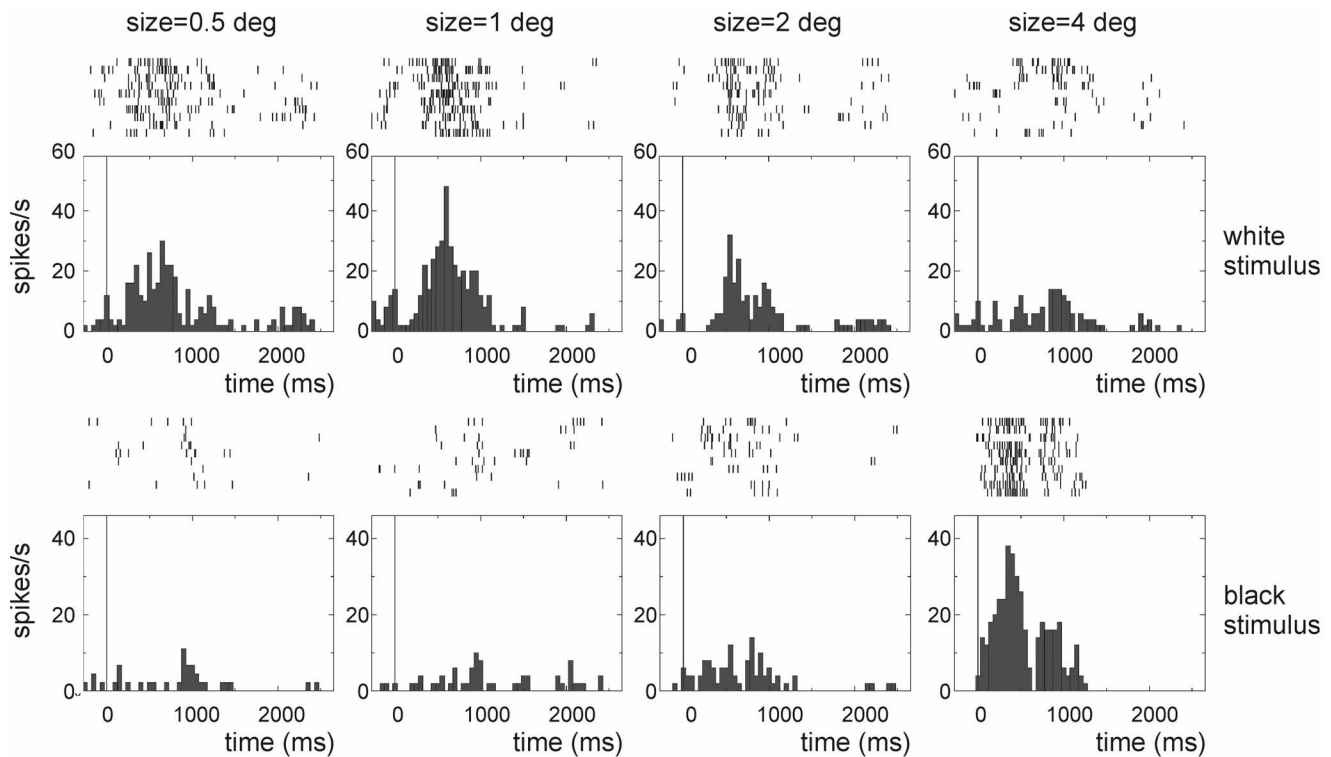 size=0.5 deg size=1 deg size=2 deg size=4 deg
60 60 60 60
40 40 40 40
20 20 20 20
0 0 0 0
spikes/s
white
stimulus
0 1000 2000 0 1000 2000 0 1000 2000 0 1000 2000
time (ms) time (ms) time (ms) time (ms)
40 40 40 40
20 20 20 20
0 0 0 0
spikes/s
black
stimulus
0 1000 2000 0 1000 2000 0 1000 2000 0 1000 2000
time (ms) time (ms) time (ms) time (ms)